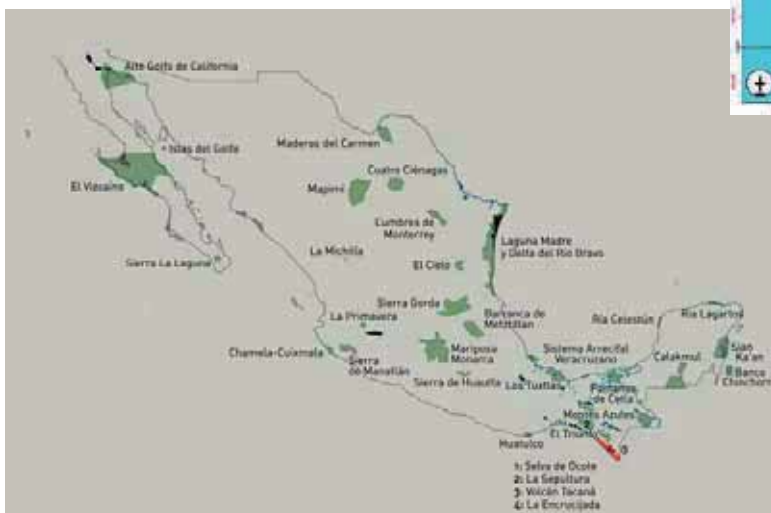 Alto Golfo de California
Islas del Golfo
Maderas del Carmen
Cuatro Ciénagas
El Vizcaíno
Mapimí
Cumbres de
Monterrey
Laguna Madre
y Delta del Río Bravo
La Michilía
El Cielo
Sierra La Laguna
Sierra Gorda
La Primavera
Barranca de
Metztitlán
Ría Celestún
Ría Lagartos
Chamela-Cuixmala
Sierra
de Manatlán
Mariposa
Monarca
Sistema Arrecifal
Veracruzano
Calakmul
Sian
Ka'an
Banco
Chinchorro
Sierra de Huautla
Los Tuxtlas
Pantanos
de Centla
Montes Azules
El Triunfo
Huatulco
1: Selva de Ocote
2: La Sepultura
3: Volcán Tacaná
4: La Encrucijada